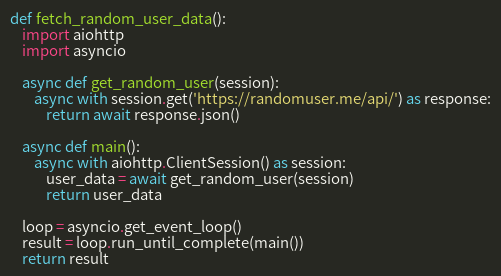 def fetch_random_user_data():
    import aiohttp
    import asyncio

    async def get_random_user(session):
        async with session.get('https://randomuser.me/api/') as response:
            return await response.json()

    async def main():
        async with aiohttp.ClientSession() as session:
            user_data = await get_random_user(session)
            return user_data

    loop = asyncio.get_event_loop()
    result = loop.run_until_complete(main())
    return result